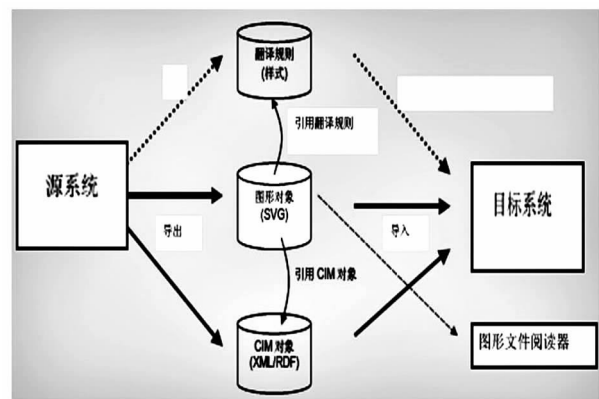 翻译规则
(样式)
引用翻译规则
源系统
图形对象
(SVG)
目标系统
导出
导入
引用 CIM 对象
图形文件阅读器
CIM 对象
(XML/RDF)